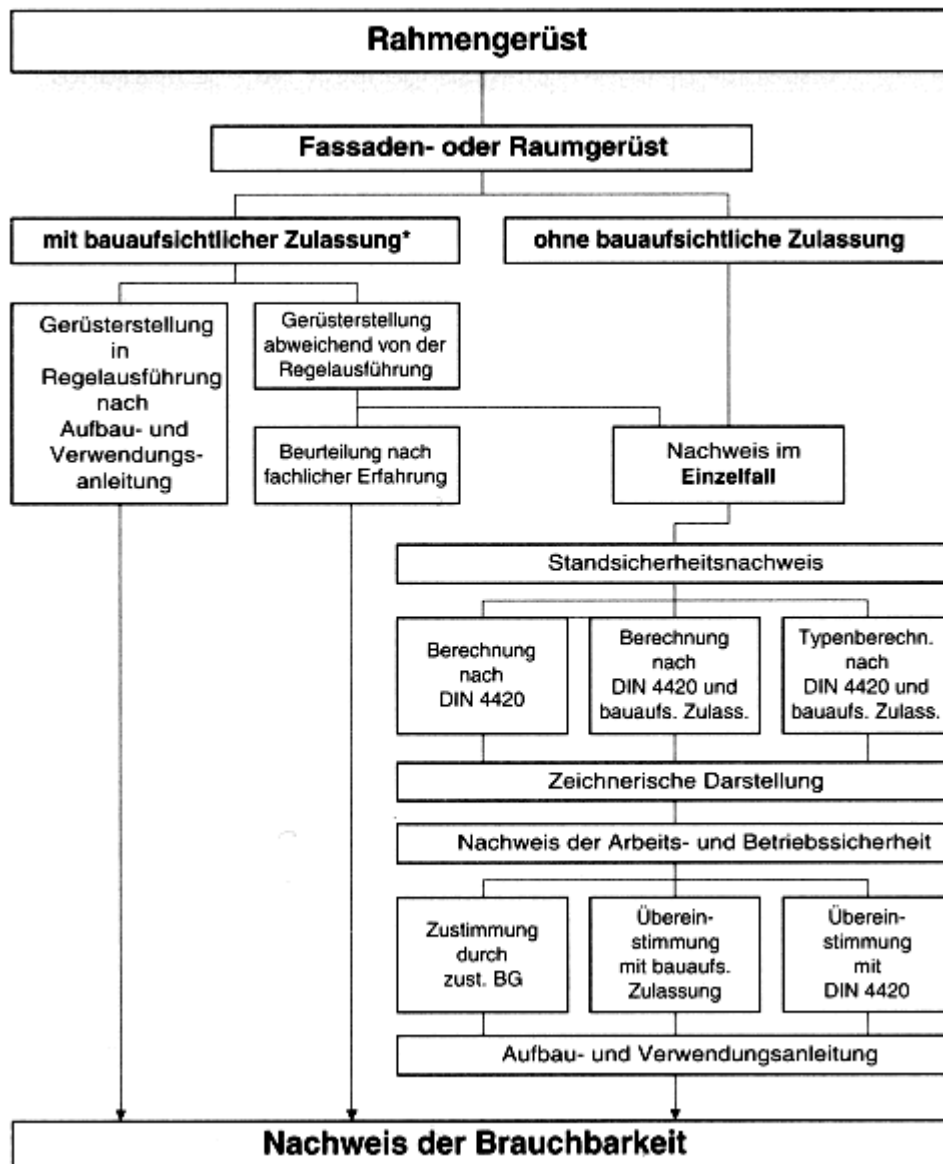 Rahmengerüst
Fassaden- oder Raumgerüst
mit bauaufsichtlicher Zulassung*
ohne bauaufsichtliche Zulassung
Gerüsterstellung
in
Regelausführung
nach
Aufbau- und
Verwendungs-
anleitung
Gerüsterstellung
abweichend von der
Regelausführung
Beurteilung nach
fachlicher Erfahrung
Nachweis im
Einzelfall
Standsicherheitsnachweis
Berechnung
nach
DIN 4420
Berechnung
nach
DIN 4420 und
bauaufs. Zulass.
Typenberechn.
nach
DIN 4420 und
bauaufs. Zulass.
Zeichnerische Darstellung
Nachweis der Arbeits- und Betriebssicherheit
Zustimmung
durch
zust. BG
Überein-
stimmung
mit bauaufs.
Zulassung
Überein-
stimmung
mit
DIN 4420
Aufbau- und Verwendungsanleitung
Nachweis der Brauchbarkeit